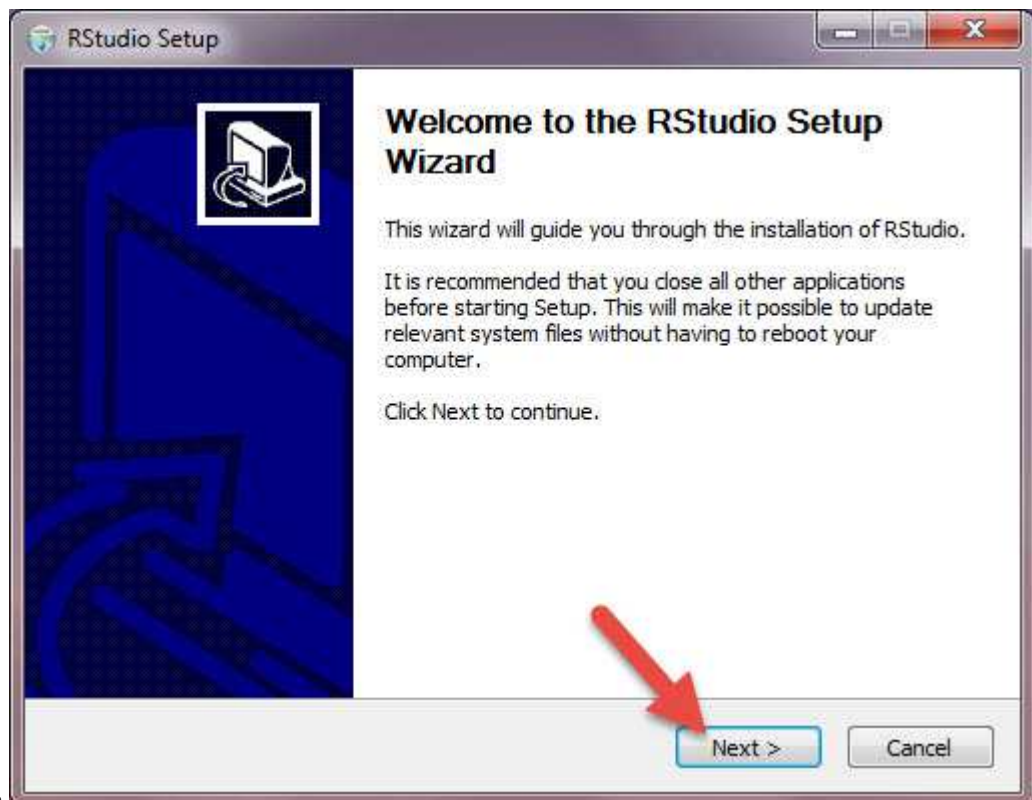 RStudio Setup
Welcome to the RStudio Setup
Wizard
This wizard will guide you through the installation of RStudio.
It is recommended that you close all other applications
before starting Setup. This will make it possible to update
relevant system files without having to reboot your
computer.
Click Next to continue.
Next >
Cancel